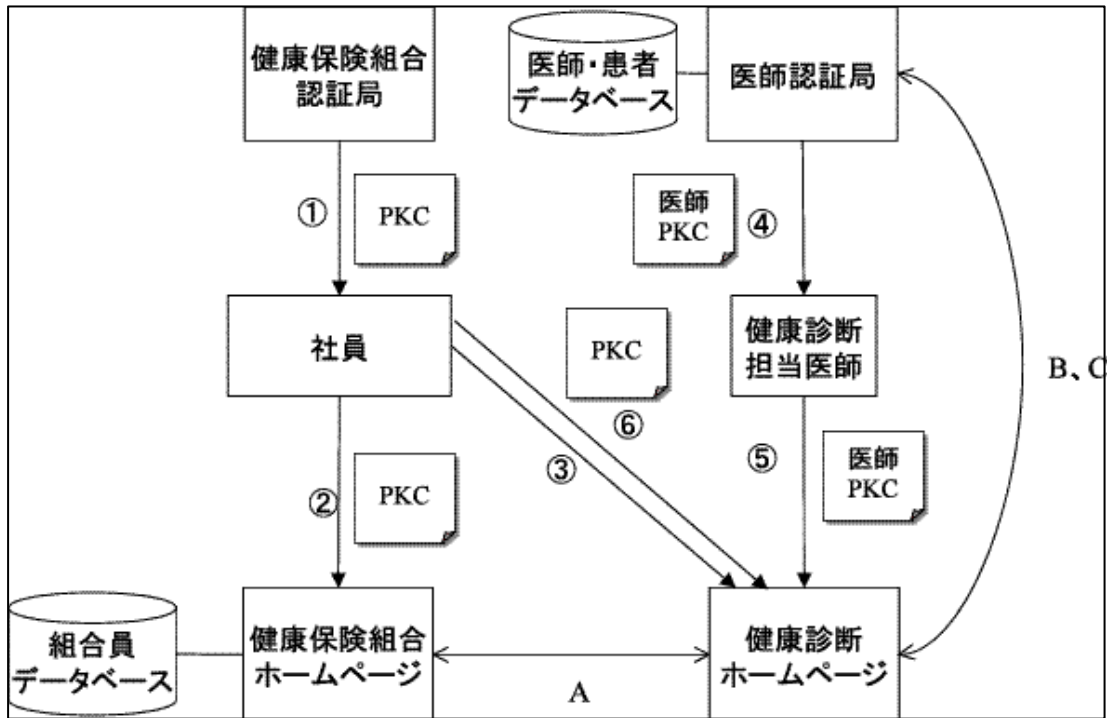 健康保険組合
認証局
医師・患者
データベース
医師認証局
①
PKC
医師
PKC
④
社員
PKC
健康診断
担当医師
B、C
⑥
③
②
PKC
⑤
医師
PKC
組合員
データベース
健康保険組合
ホームページ
A
健康診断
ホームページ